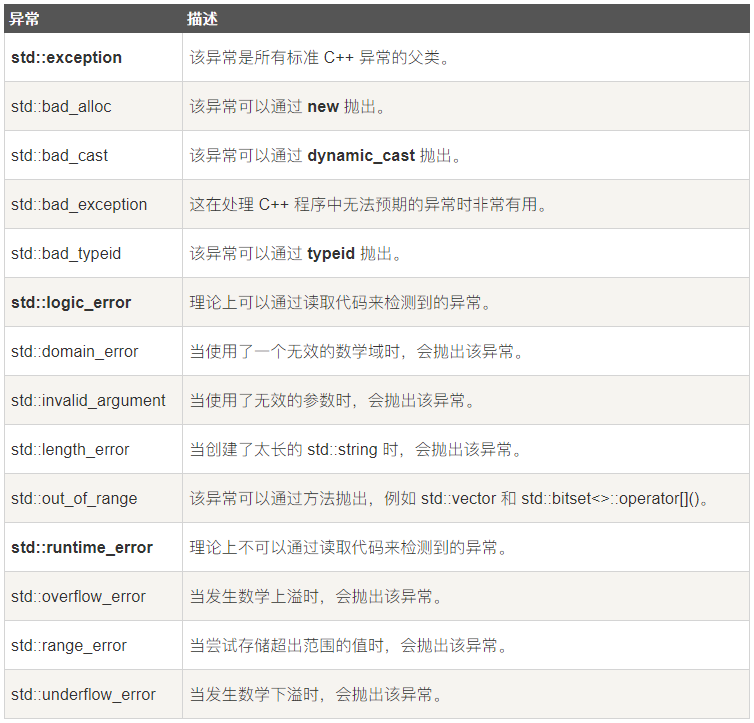 异常 描述
std::exception 该异常是所有标准 C++ 异常的父类。
std::bad_alloc 该异常可以通过 new 抛出。
std::bad_cast 该异常可以通过 dynamic_cast 抛出。
std::bad_exception 这在处理 C++ 程序中无法预期的异常时非常有用。
std::bad_typeid 该异常可以通过 typeid 抛出。
std::logic_error 理论上可以通过读取代码来检测到的异常。
std::domain_error 当使用了一个无效的数学域时，会抛出该异常。
std::invalid_argument 当使用了无效的参数时，会抛出该异常。
std::length_error 当创建了太长的 std::string 时，会抛出该异常。
std::out_of_range 该异常可以通过方法抛出，例如 std::vector 和 std::bitset<>::operator[]()。
std::runtime_error 理论上不可以通过读取代码来检测到的异常。
std::overflow_error 当发生数学上溢时，会抛出该异常。
std::range_error 当尝试存储超出范围的值时，会抛出该异常。
std::underflow_error 当发生数学下溢时，会抛出该异常。